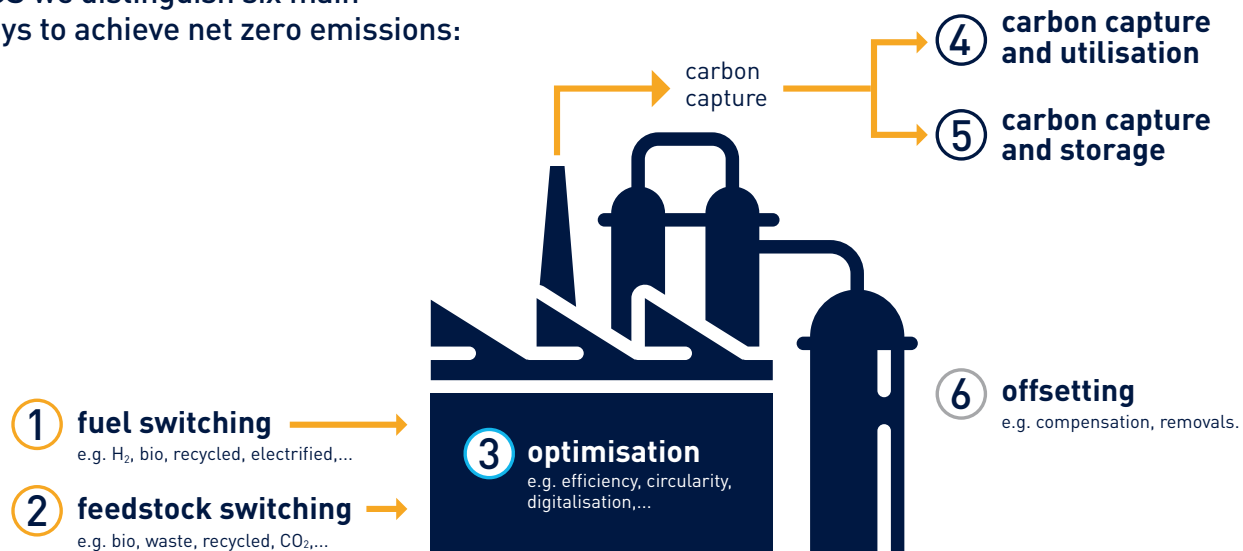 we distinguish six main
ys to achieve net zero emissions:
carbon
capture
4 carbon capture
and utilisation
5 carbon capture
and storage
6 offsetting
e.g. compensation, removals.
1 fuel switching
e.g. H₂, bio, recycled, electrified,...
3 optimisation
e.g. efficiency, circularity,
digitalisation,...
2 feedstock switching
e.g. bio, waste, recycled, CO₂,...